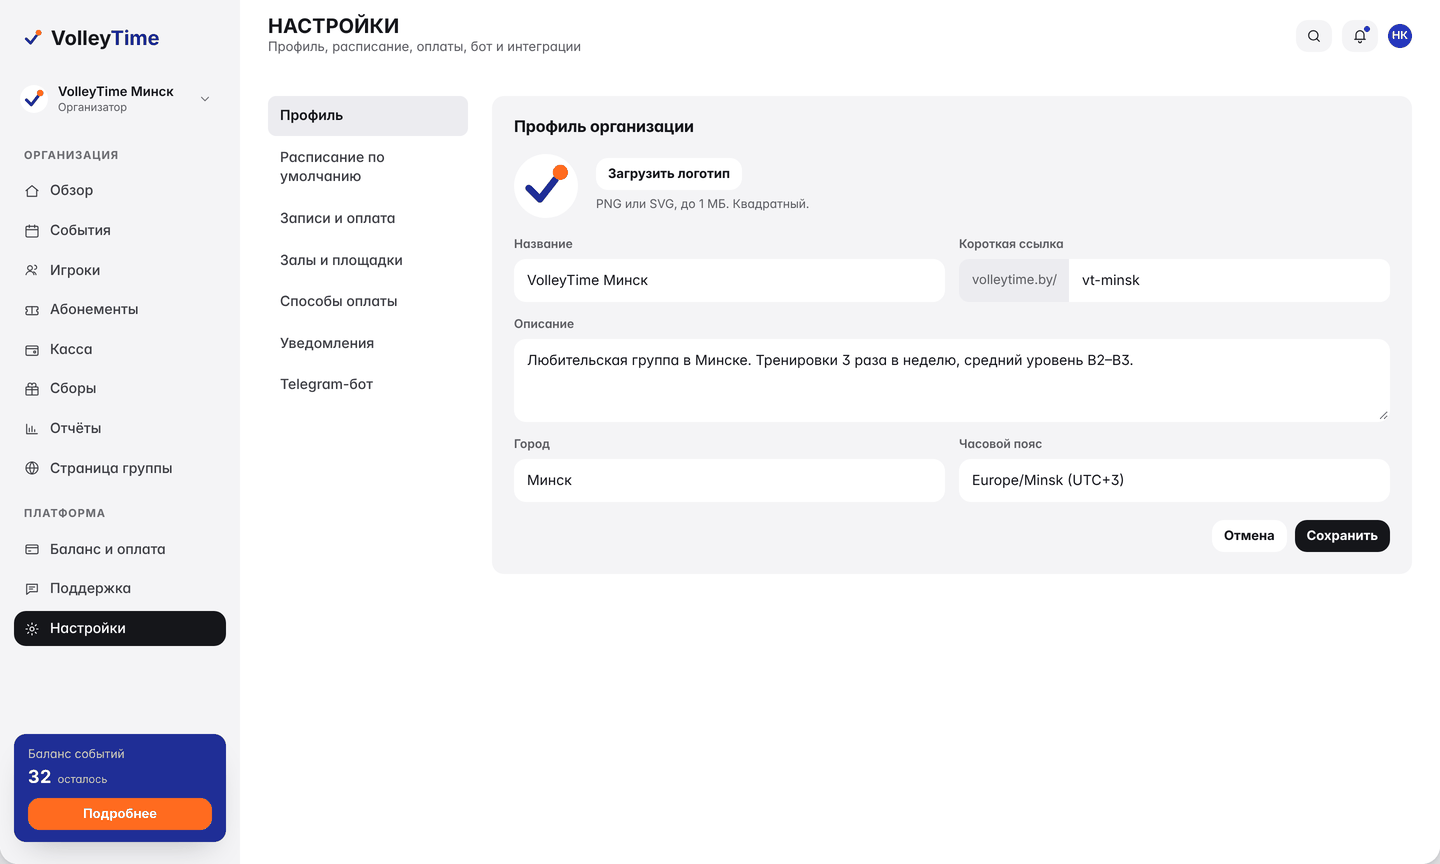 VolleyTime
VolleyTime Минск
Организатор
ОРГАНИЗАЦИЯ
Обзор
События
Игроки
Абонементы
Касса
Сборы
Отчёты
Страница группы
ПЛАТФОРМА
Баланс и оплата
Поддержка
Настройки
Баланс событий
32 осталось
Подробнее
НАСТРОЙКИ
Профиль, расписание, оплаты, бот и интеграции
НК
Профиль
Расписание по
умолчанию
Записи и оплата
Залы и площадки
Способы оплаты
Уведомления
Telegram-бот
Профиль организации
Загрузить логотип
PNG или SVG, до 1 МБ. Квадратный.
Название
VolleyTime Минск
Короткая ссылка
volleytime.by/ vt-minsk
Описание
Любительская группа в Минске. Тренировки 3 раза в неделю, средний уровень B2–B3.
Город
Минск
Часовой пояс
Europe/Minsk (UTC+3)
Отмена
Сохранить